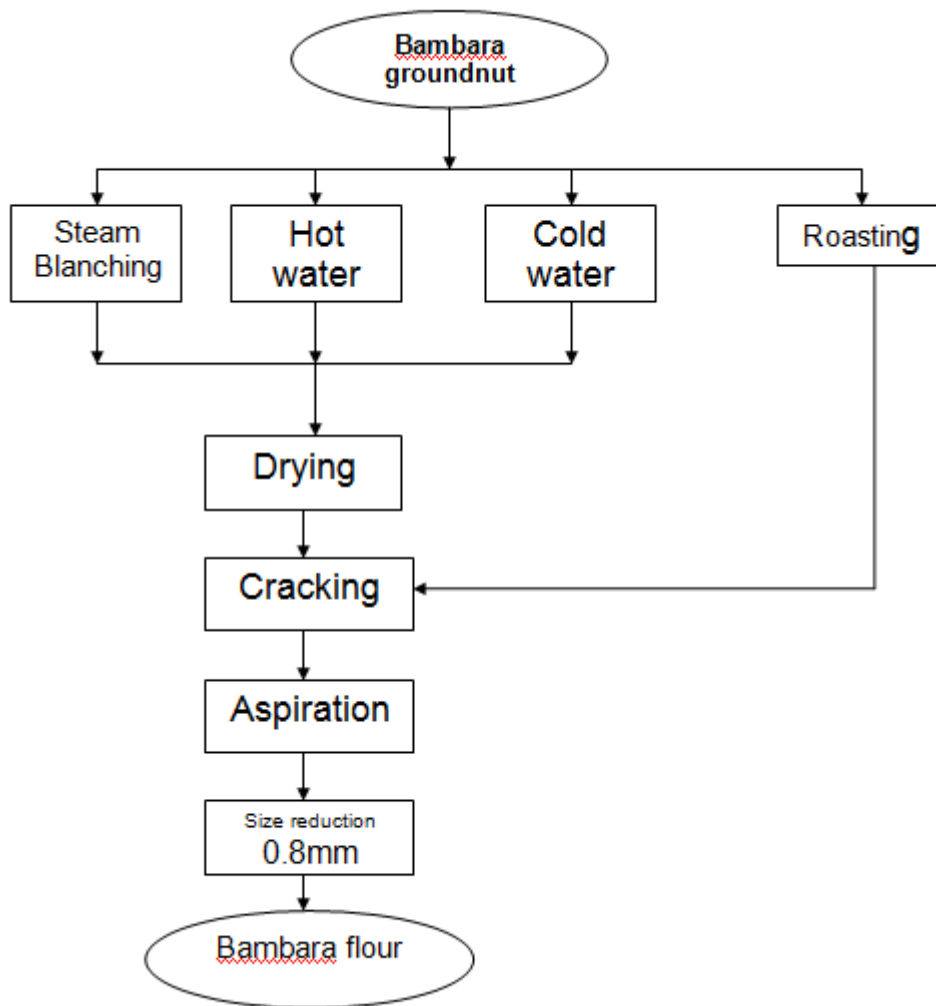 Bambara
groundnut
Steam
Blanching
Hot
water
Cold
water
Roasting
Drying
Cracking
Aspiration
Size reduction
0.8mm
Bambara flour